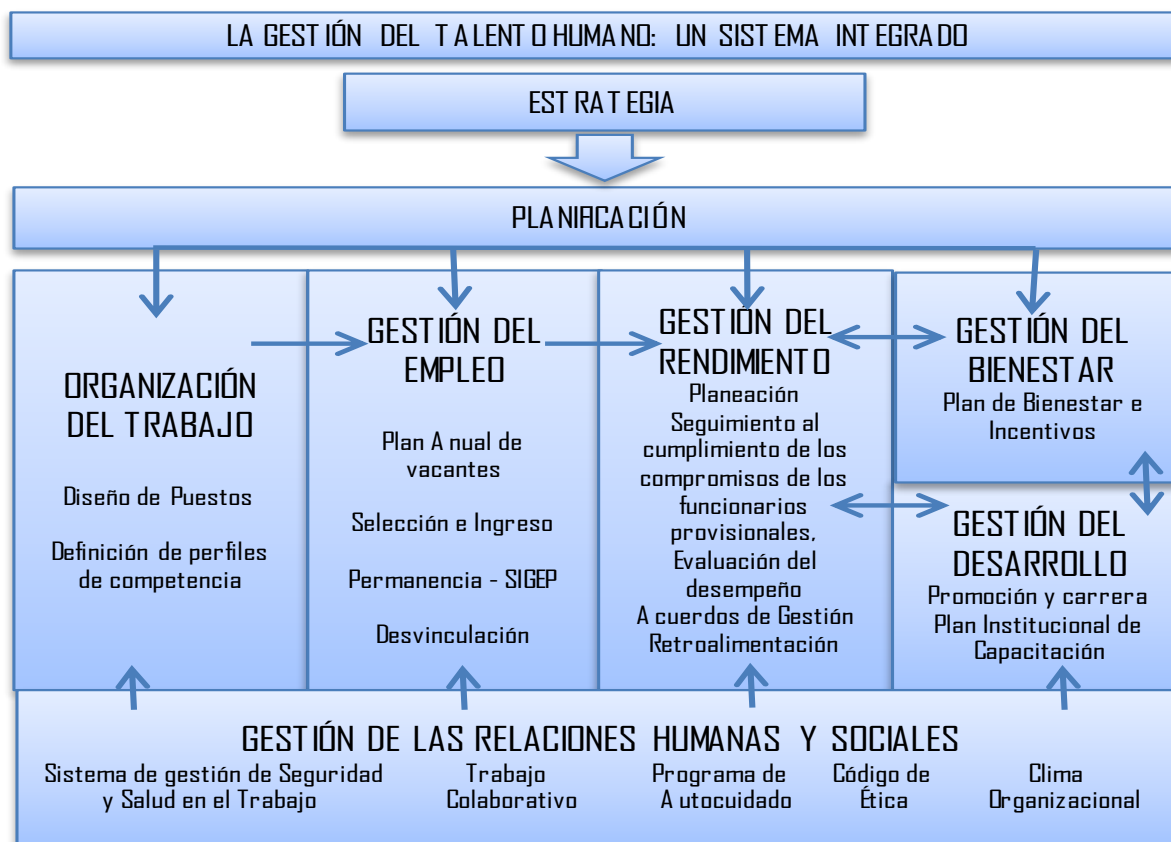 LA GESTIÓN DEL TALENTO HUMANO: UN SISTEMA INTEGRADO
ESTRATEGIA
PLANIFICACIÓN
ORGANIZACIÓN
DEL TRABAJO
Diseño de Puestos
Definición de perfiles
de competencia
GESTIÓN DEL
EMPLEO
Plan Anual de
vacantes
Selección e Ingreso
Permanencia - SIGEP
Desvinculación
GESTIÓN DEL
RENDIMIENTO
Planeación
Seguimiento al
cumplimiento de los
compromisos de los
funcionarios
provisionales,
Evaluación del
desempeño
Acuerdos de Gestión
Retroalimentación
GESTIÓN DEL
BIENESTAR
Plan de Bienestar e
Incentivos
GESTIÓN DEL
DESARROLLO
Promoción y carrera
Plan Institucional de
Capacitación
GESTIÓN DE LAS RELACIONES HUMANAS Y SOCIALES
Sistema de gestión de Seguridad
y Salud en el Trabajo
Trabajo
Colaborativo
Programa de
Autocuidado
Código de
Ética
Clima
Organizacional